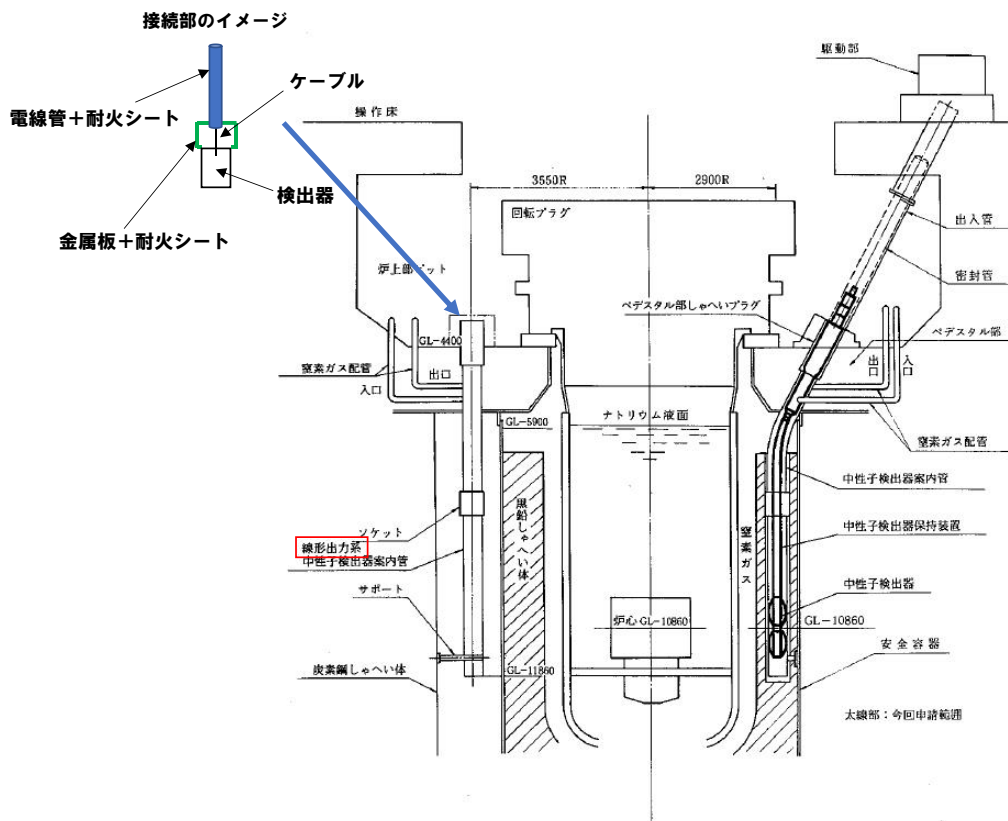 接続部のイメージ
ケーブル
電線管+耐火シート
検出器
金属板+耐火シート
駆動部
操作床
3550R
2900R
回転プラグ
出入管
密封管
炉上部ピット
ペデスタル部しゃへいプラグ
GL-4400
ペデスタル部
窒素ガス配管
出口
入口
出口
入口
ナトリウム液面
GL-5900
窒素ガス配管
中性子検出器案内管
黒鉛しゃへい体
窒素ガス
ソケット
線形出力系
中性子検出器案内管
中性子検出器保持装置
サポート
中性子検出器
炉心 GL-10860
GL-10860
安全容器
炭素鋼しゃへい体
GL-11860
太線部:今回申請範囲